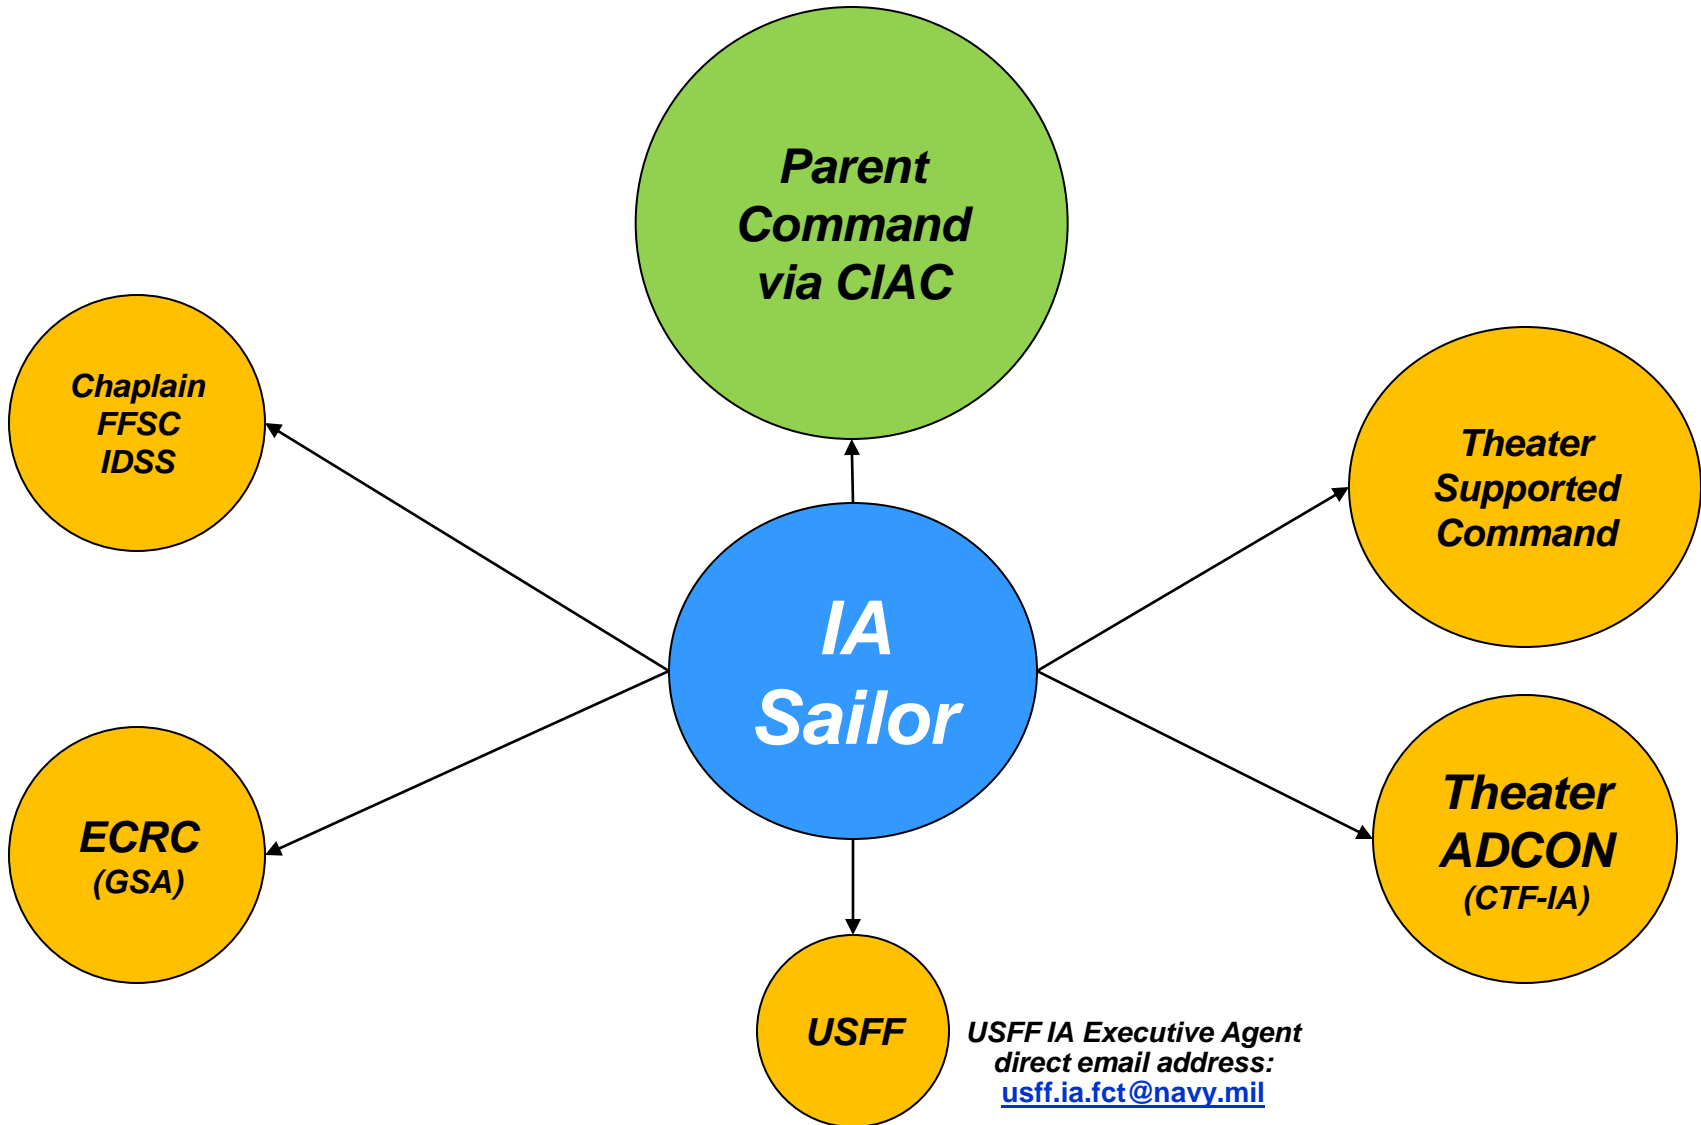 Parent
Command
via CIAC
Chaplain
FFSC
IDSS
Theater
Supported
Command
IA
Sailor
ECRC
(GSA)
Theater
ADCON
(CTF-IA)
USFF
USFF IA Executive Agent
direct email address:
usff.ia.fct@navy.mil